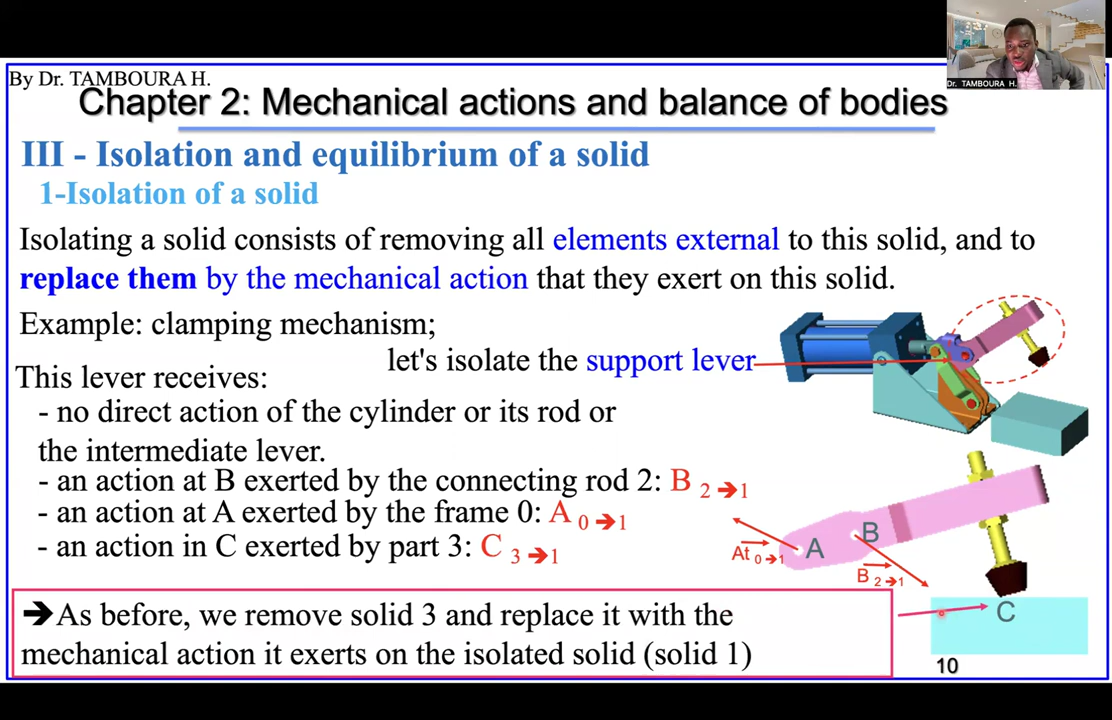 Dr. TAMBOURA H.
By Dr. TAMBOURA H.
Chapter 2: Mechanical actions and balance of bodies
III - Isolation and equilibrium of a solid
1-Isolation of a solid
Isolating a solid consists of removing all elements external to this solid, and to
replace them by the mechanical action that they exert on this solid.
Example: clamping mechanism;
let's isolate the support lever
This lever receives:
- no direct action of the cylinder or its rod or
the intermediate lever.
- an action at B exerted by the connecting rod 2: B 2➔1
- an action at A exerted by the frame 0: A 0➔1
- an action in C exerted by part 3: C 3➔1
A
B
At 0➔1
B 2➔1
C
➔As before, we remove solid 3 and replace it with the
mechanical action it exerts on the isolated solid (solid 1)
10